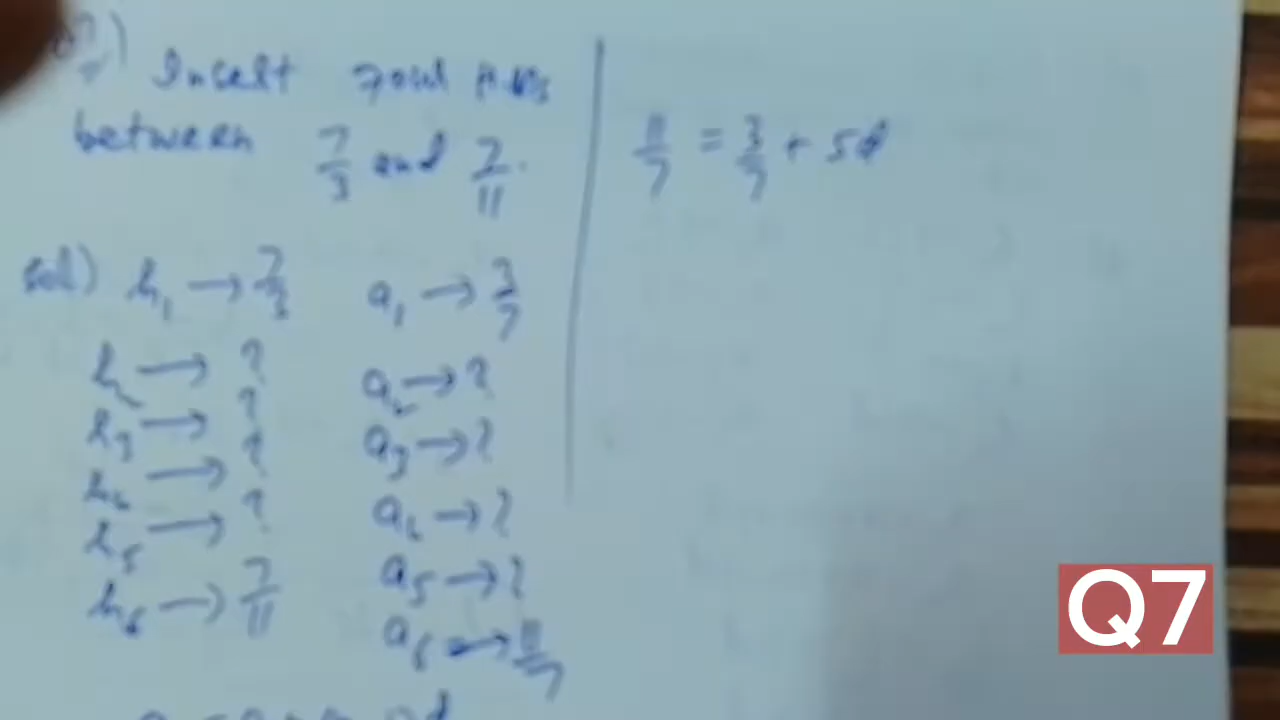 Insert four H.Ms
between 7/3 and 7/11.
sol) h₁ → 7/3 a₁ → 3/7
h₂ → ? a₂ → ?
h₃ → ? a₃ → ?
h₄ → ? a₄ → ?
h₅ → ? a₅ → ?
h₆ → 7/11 a₆ → 11/7
11/7 = 3/7 + 5d
Q7